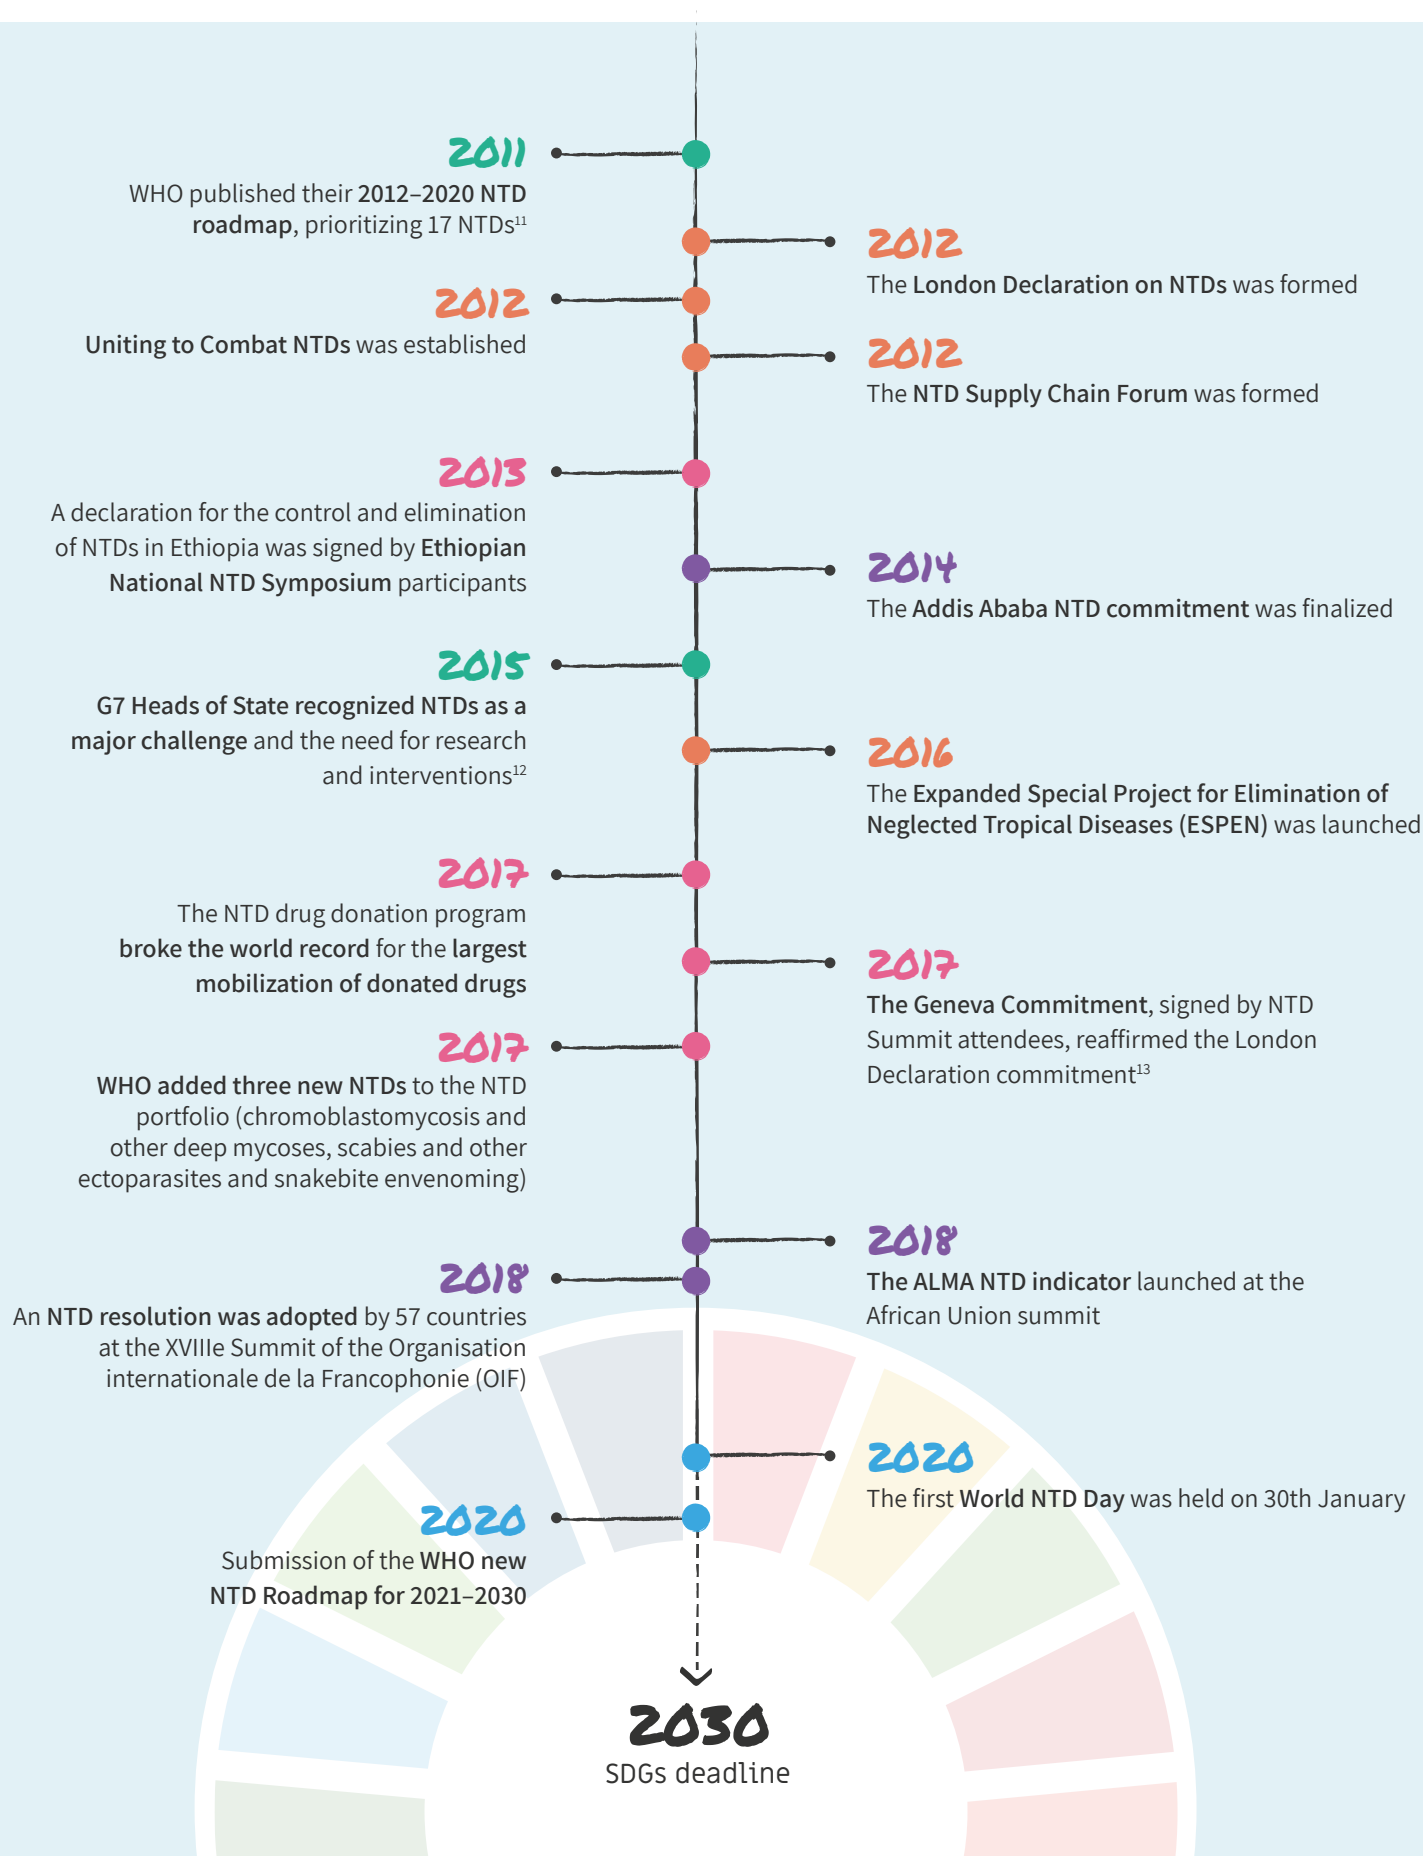 2011
WHO published their 2012–2020 NTD
roadmap, prioritizing 17 NTDs11
2012
The London Declaration on NTDs was formed
2012
Uniting to Combat NTDs was established
2012
The NTD Supply Chain Forum was formed
2013
A declaration for the control and elimination
of NTDs in Ethiopia was signed by Ethiopian
National NTD Symposium participants
2014
The Addis Ababa NTD commitment was finalized
2015
G7 Heads of State recognized NTDs as a
major challenge and the need for research
and interventions12
2016
The Expanded Special Project for Elimination of
Neglected Tropical Diseases (ESPEN) was launched
2017
The NTD drug donation program
broke the world record for the largest
mobilization of donated drugs
2017
The Geneva Commitment, signed by NTD
Summit attendees, reaffirmed the London
Declaration commitment13
2017
WHO added three new NTDs to the NTD
portfolio (chromoblastomycosis and
other deep mycoses, scabies and other
ectoparasites and snakebite envenoming)
2018
The ALMA NTD indicator launched at the
African Union summit
2018
An NTD resolution was adopted by 57 countries
at the XVIIIe Summit of the Organisation
internationale de la Francophonie (OIF)
2020
The first World NTD Day was held on 30th January
2020
Submission of the WHO new
NTD Roadmap for 2021–2030
2030
SDGs deadline